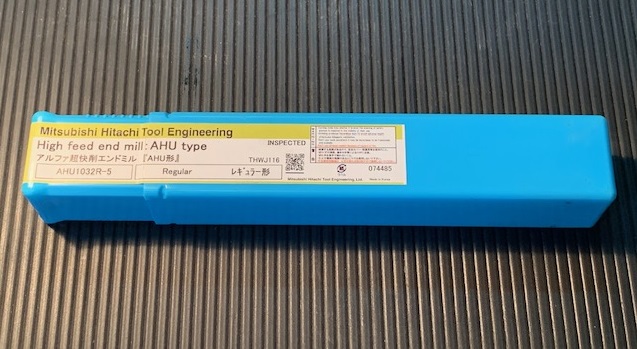 Mitsubishi Hitachi Tool Engineering
High feed end mill: AHU type
INSPECTED
アルファ超快削エンドミル『AHU形』
THWJ116
AHU1032R-5
Regular
レギュラー形
074485
Mitsubishi Hitachi Tool Engineering, Ltd.